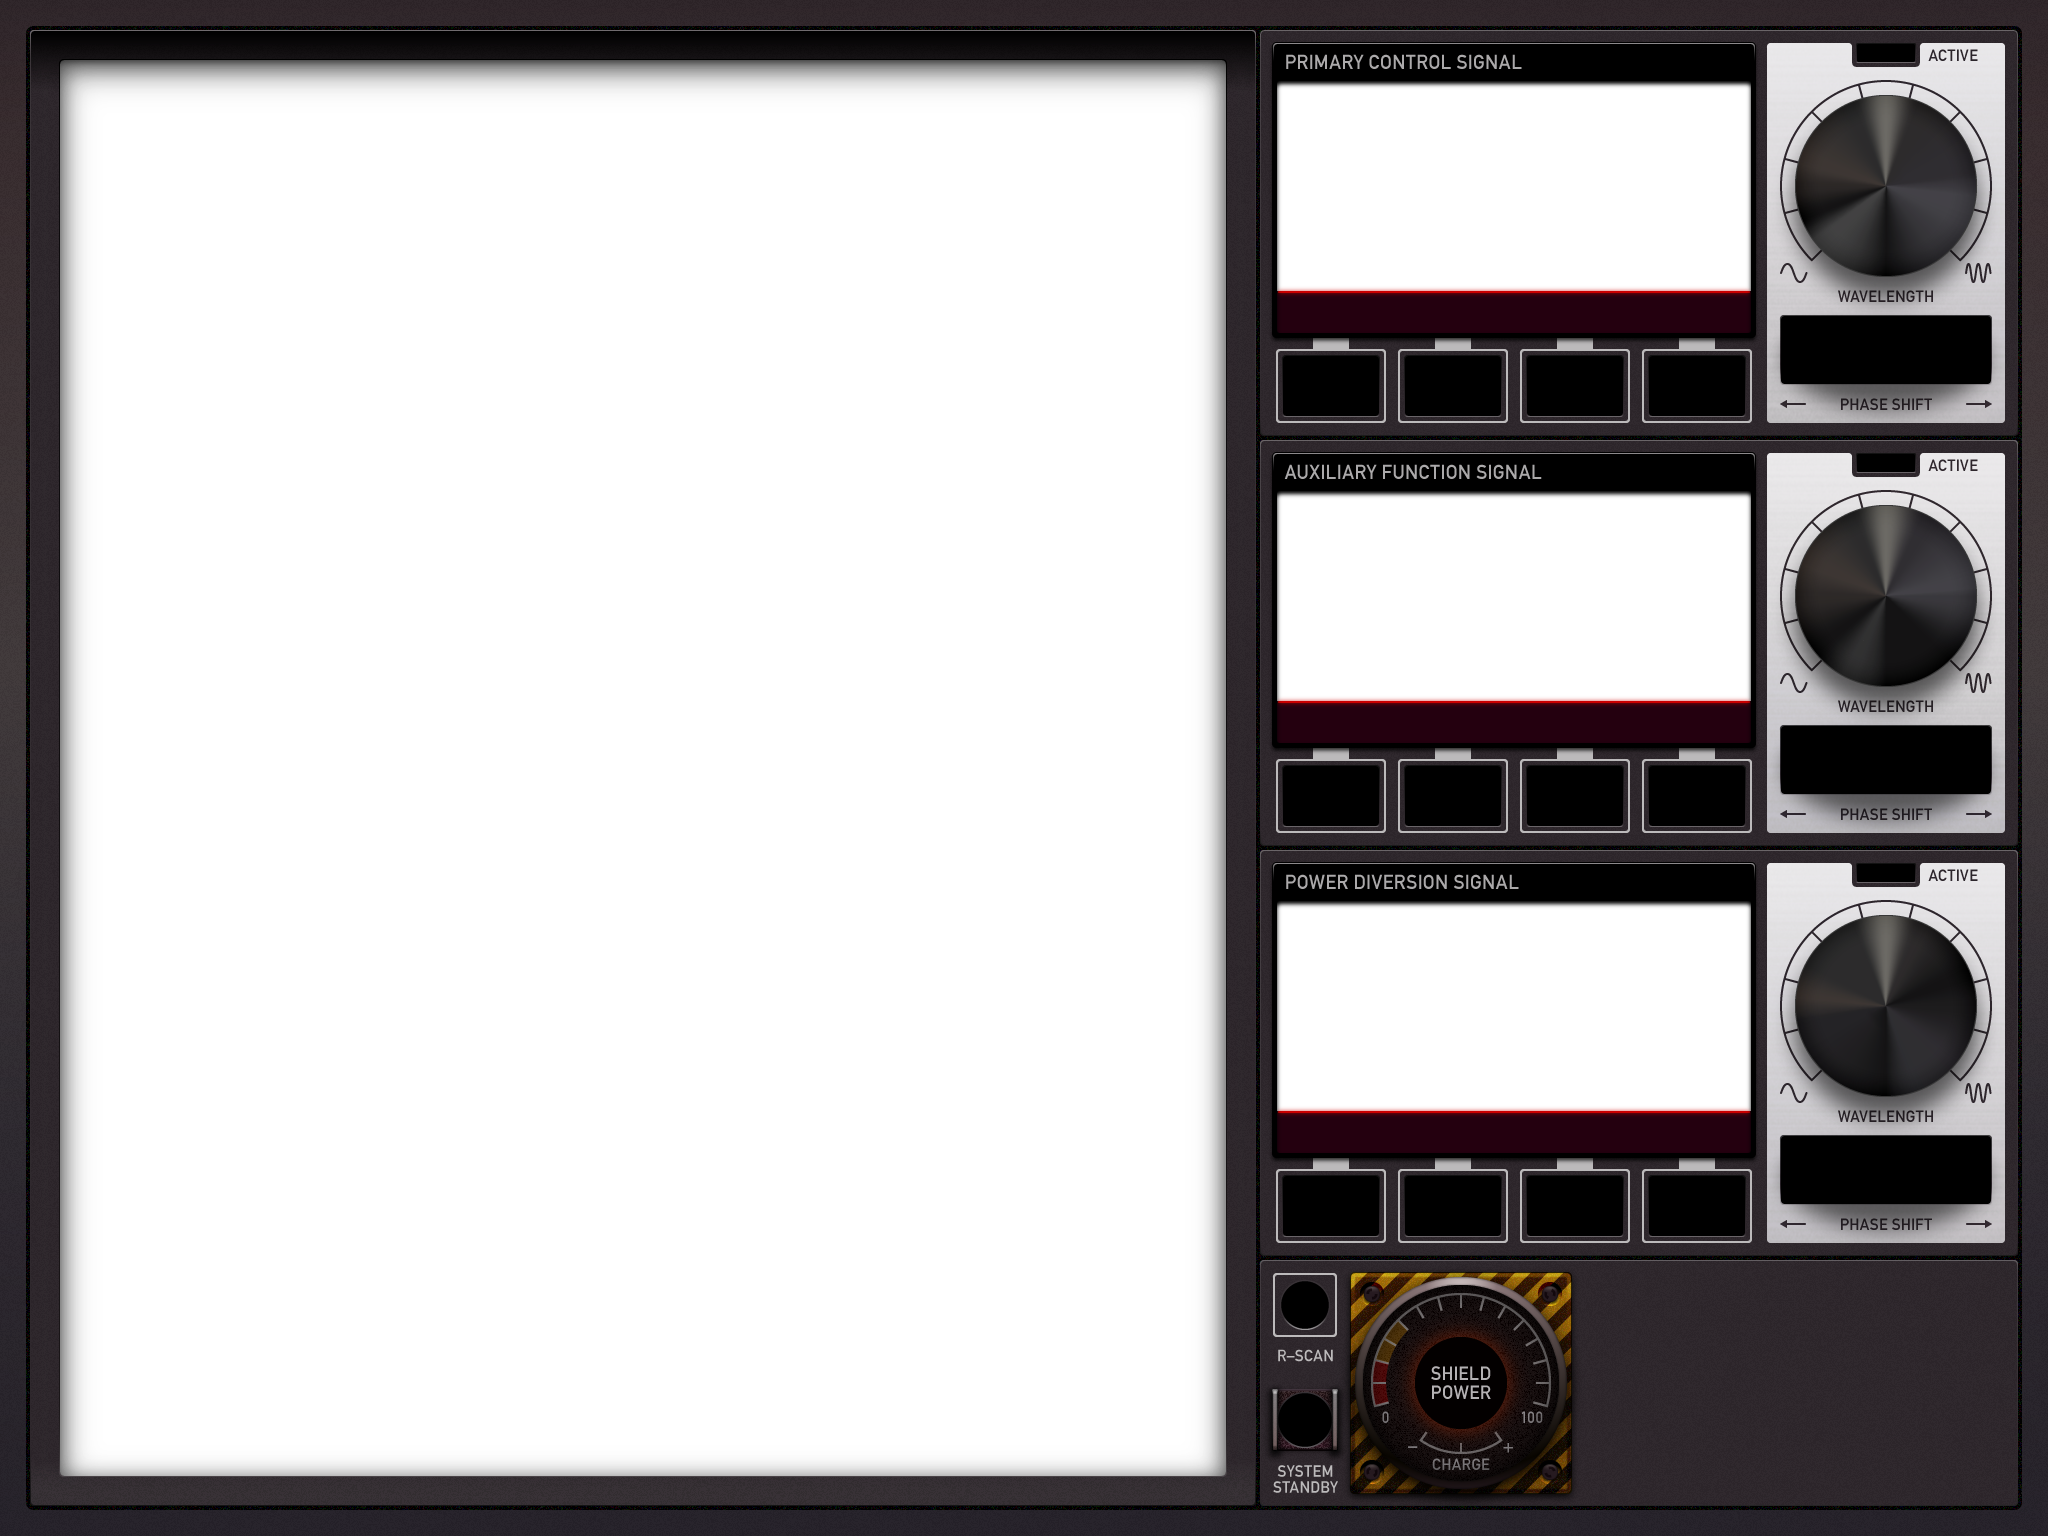 PRIMARY CONTROL SIGNAL
ACTIVE
WAVELENGTH
PHASE SHIFT
AUXILIARY FUNCTION SIGNAL
ACTIVE
WAVELENGTH
PHASE SHIFT
POWER DIVERSION SIGNAL
ACTIVE
WAVELENGTH
PHASE SHIFT
R–SCAN
SYSTEM
STANDBY
SHIELD
POWER
0 100
− +
CHARGE